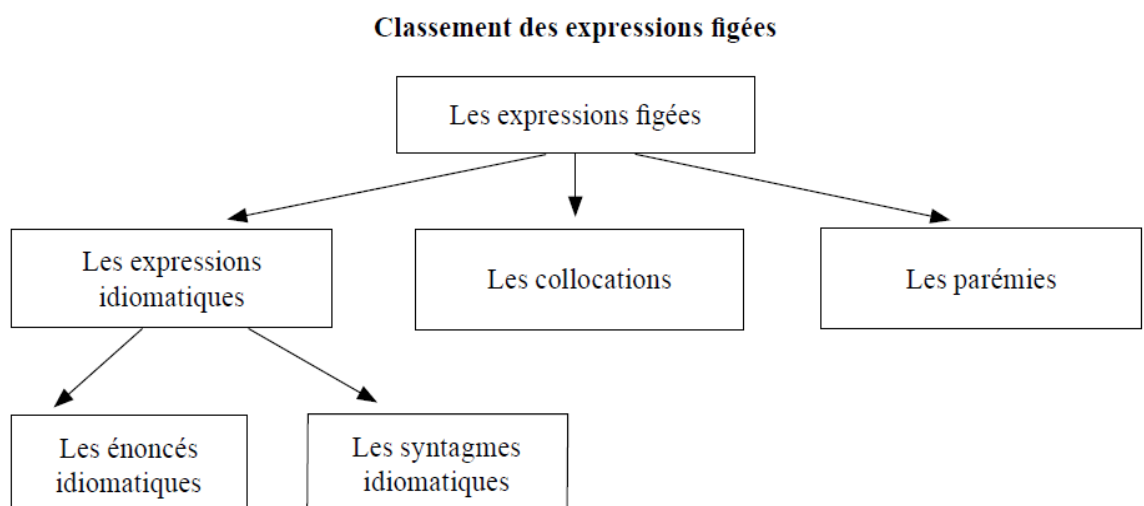 Classement des expressions figées
Les expressions figées
Les expressions
idiomatiques
Les collocations
Les parémies
Les énoncés
idiomatiques
Les syntagmes
idiomatiques